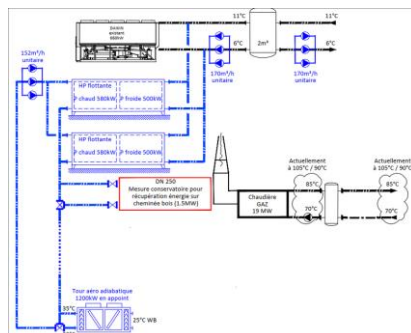 existant
11°C
11°C
2m³
6°C
6°C
152m³/h
unitaire
170m³/h
unitaire
170m³/h
unitaire
HP flottante
P chaud 580kW
P froide 500kW
HP flottante
P chaud 580kW
P froide 500kW
DN 250
Mesure conservatoire pour
récupération énergie sur
cheminée bois (1.5MW)
Chaudière
GAZ
19 MW
Actuellement
à 105°C / 90°C
85°C
70°C
Actuellement
à 105°C / 90°C
85°C
70°C
Tour aéro adiabatique
1200kW en appoint
35°C
25°C WB